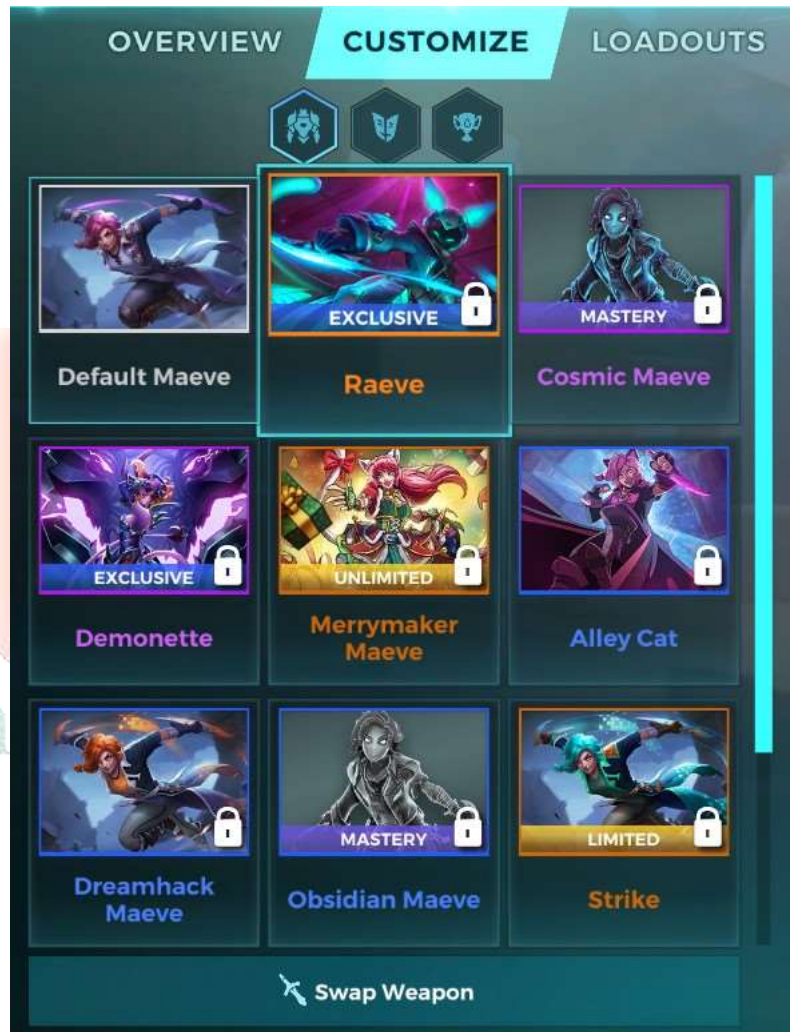 OVERVIEW CUSTOMIZE LOADOUTS
EXCLUSIVE MASTERY
Default Maeve Raeve Cosmic Maeve
EXCLUSIVE UNLIMITED
Demonette Merrymaker Alley Cat
Maeve
MASTERY LIMITED
Dreamhack Obsidian Maeve Strike
Maeve
Swap Weapon